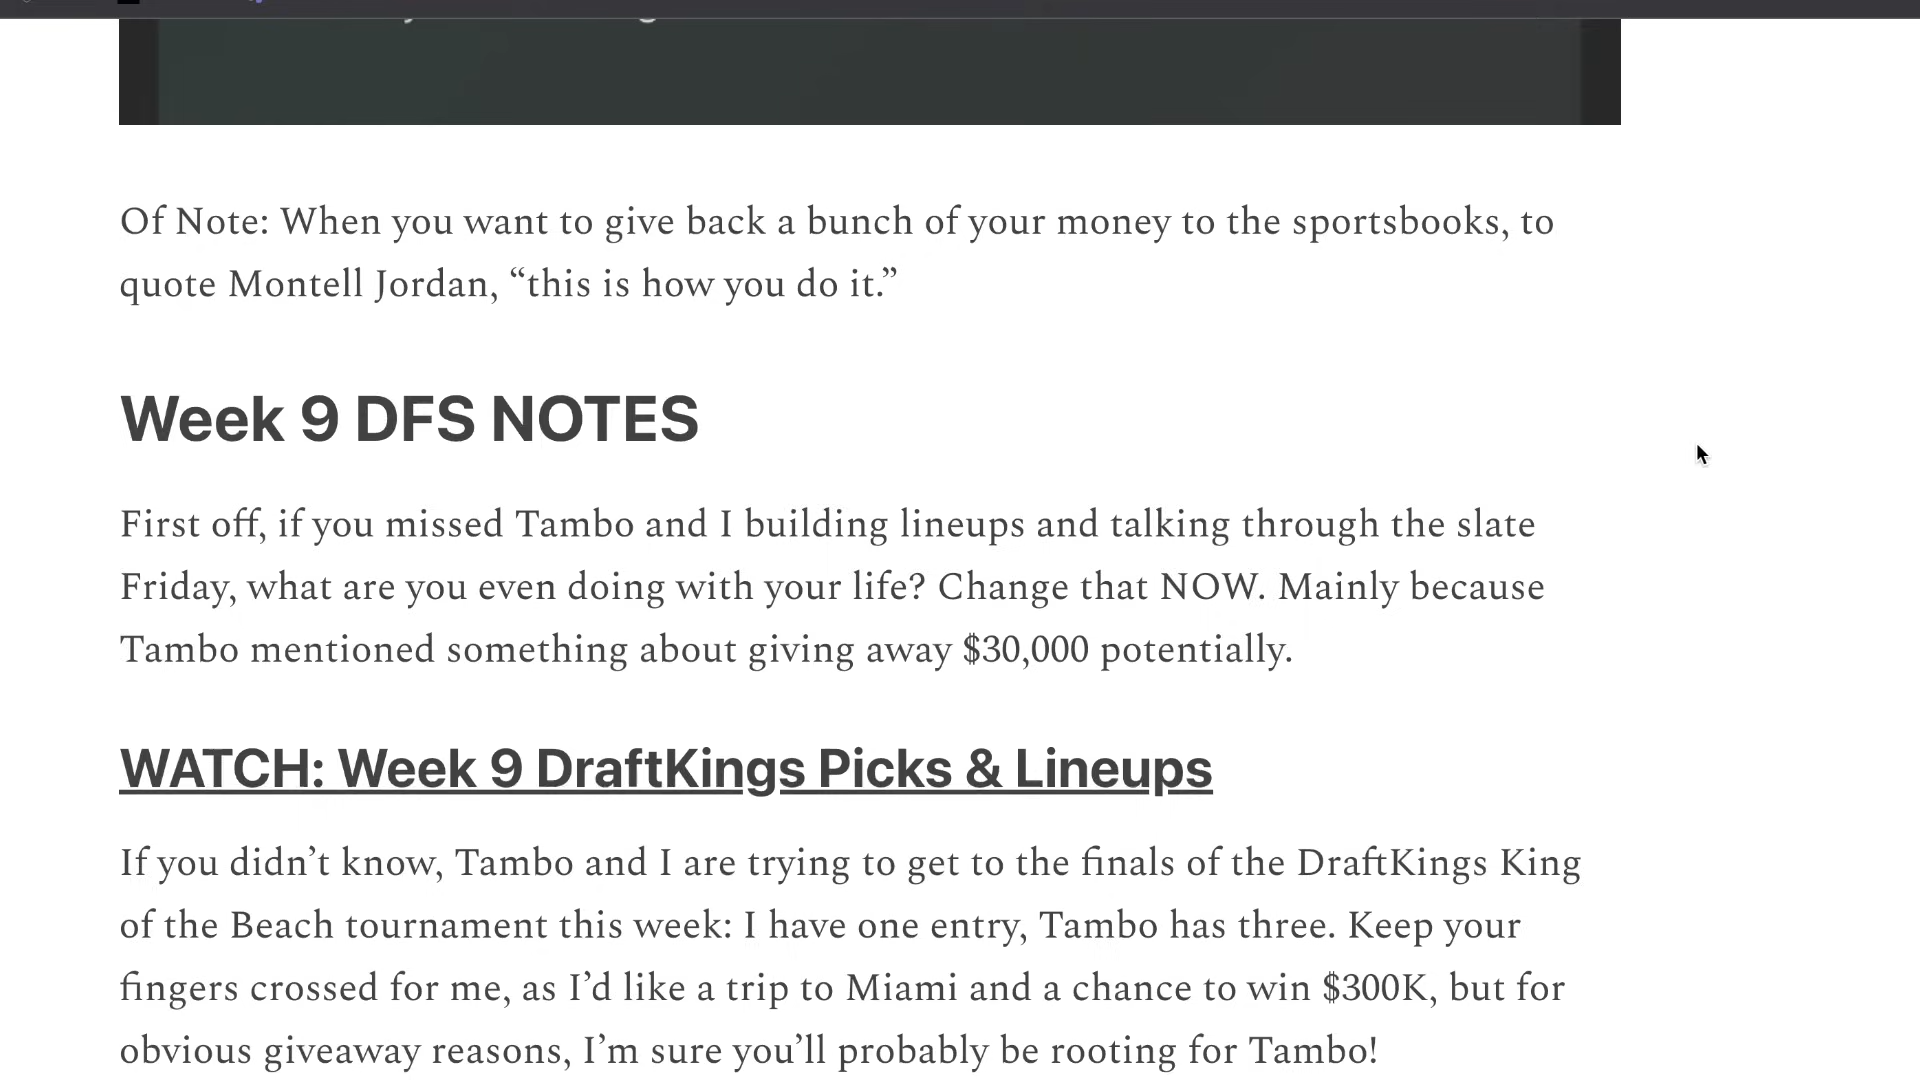 Of Note: When you want to give back a bunch of your money to the sportsbooks, to
quote Montell Jordan, “this is how you do it.”
Week 9 DFS NOTES
First off, if you missed Tambo and I building lineups and talking through the slate
Friday, what are you even doing with your life? Change that NOW. Mainly because
Tambo mentioned something about giving away $30,000 potentially.
WATCH: Week 9 DraftKings Picks & Lineups
If you didn’t know, Tambo and I are trying to get to the finals of the DraftKings King
of the Beach tournament this week: I have one entry, Tambo has three. Keep your
fingers crossed for me, as I’d like a trip to Miami and a chance to win $300K, but for
obvious giveaway reasons, I’m sure you’ll probably be rooting for Tambo!